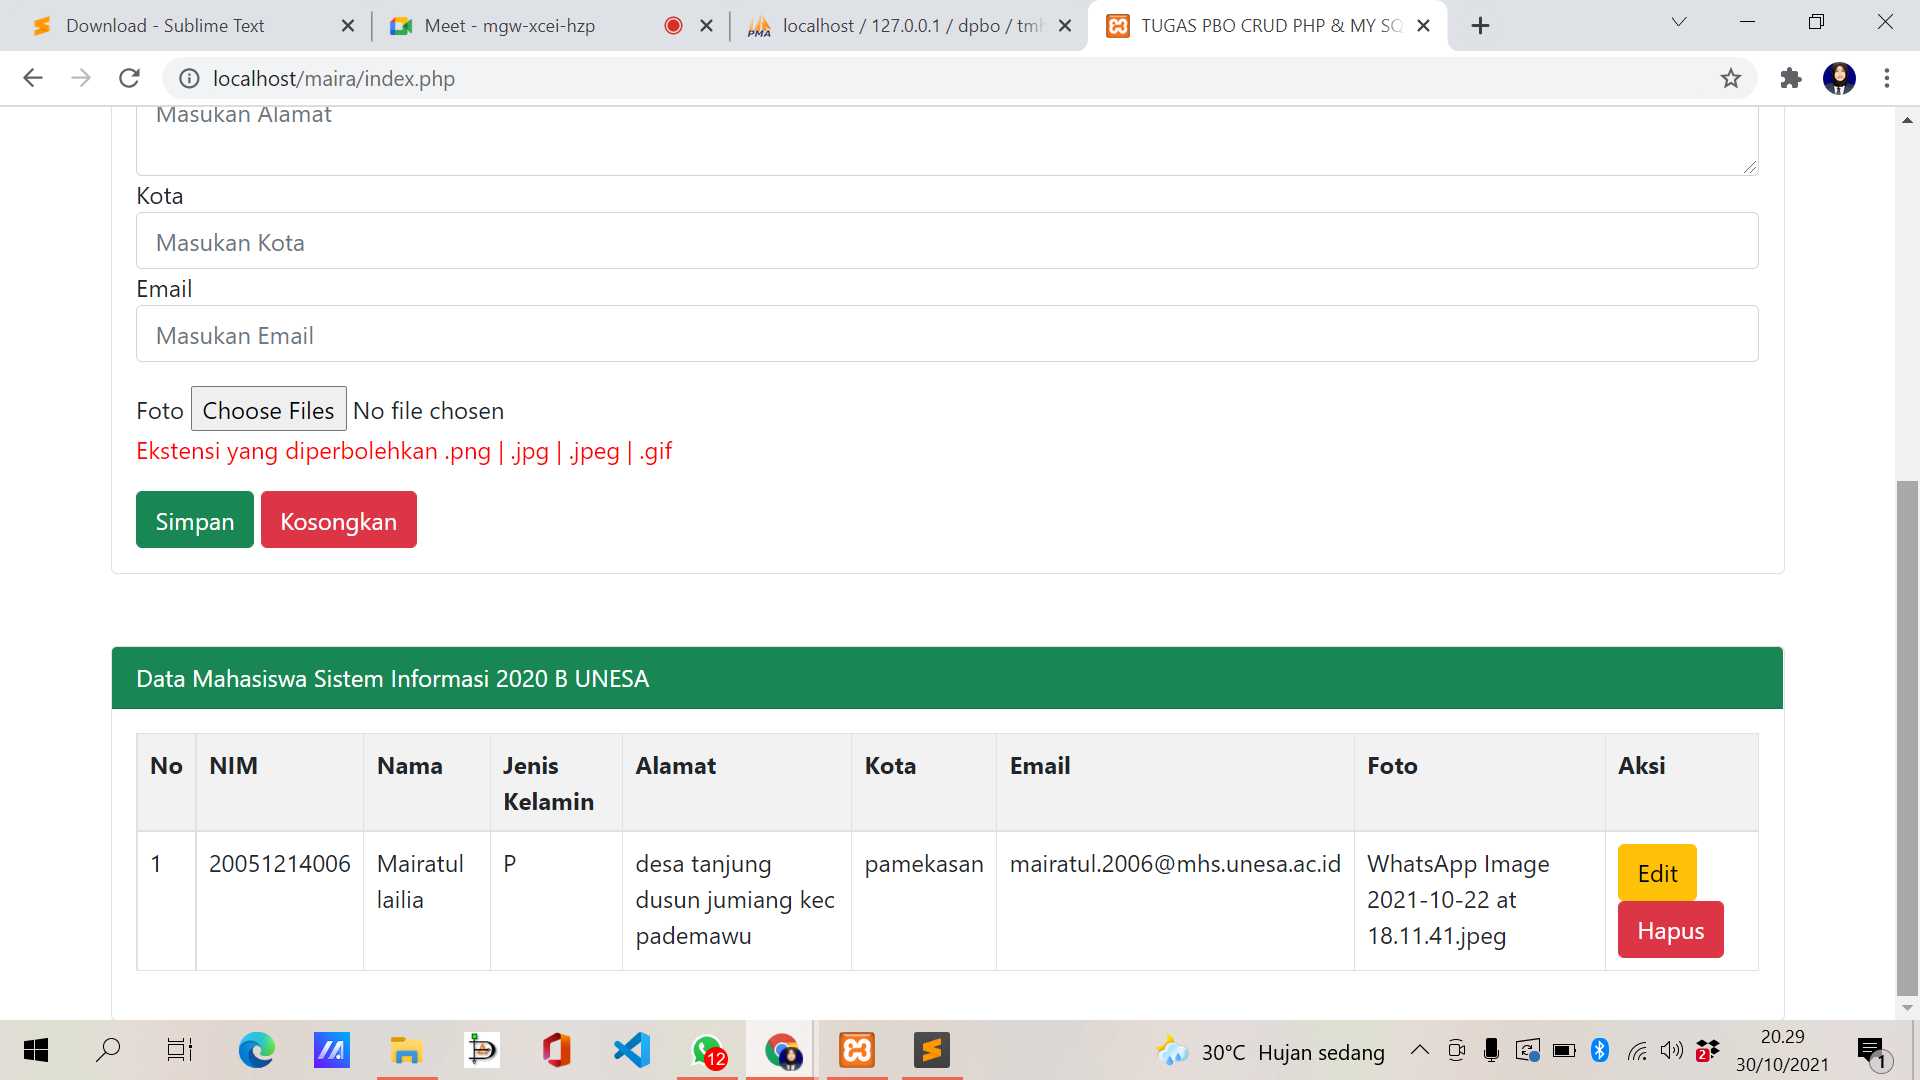 Download - Sublime Text
Meet - mgw-xcei-hzp
PMA
localhost / 127.0.0.1 / dpbo / tmh
TUGAS PBO CRUD PHP & MY SQ
localhost/maira/index.php
Masukan Alamat
Kota
Masukan Kota
Email
Masukan Email
Foto Choose Files No file chosen
Ekstensi yang diperbolehkan .png | .jpg | .jpeg | .gif
Simpan Kosongkan
Data Mahasiswa Sistem Informasi 2020 B UNESA
No NIM Nama Jenis Kelamin Alamat Kota Email Foto Aksi
1 20051214006 Mairatul lailia P desa tanjung dusun jumiang kec pademawu pamekasan mairatul.2006@mhs.unesa.ac.id WhatsApp Image 2021-10-22 at 18.11.41.jpeg Edit
Hapus
12
30°C Hujan sedang
2
20.29
30/10/2021
1